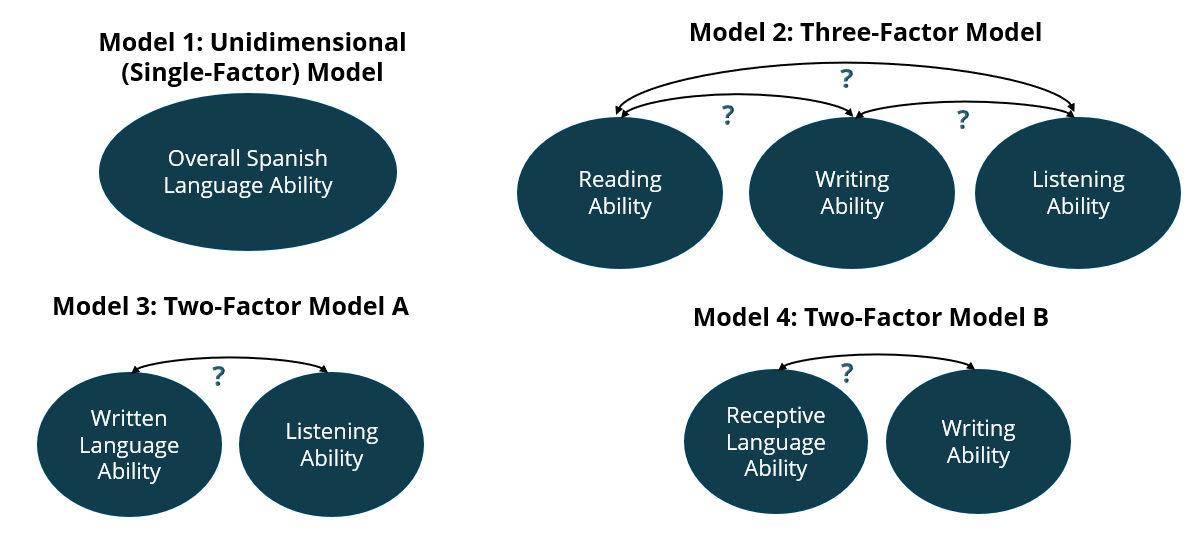 Model 1: Unidimensional
(Single-Factor) Model
Overall Spanish
Language Ability
Model 2: Three-Factor Model
?
?
?
Reading
Ability
Writing
Ability
Listening
Ability
Model 3: Two-Factor Model A
?
Written
Language
Ability
Listening
Ability
Model 4: Two-Factor Model B
?
Receptive
Language
Ability
Writing
Ability